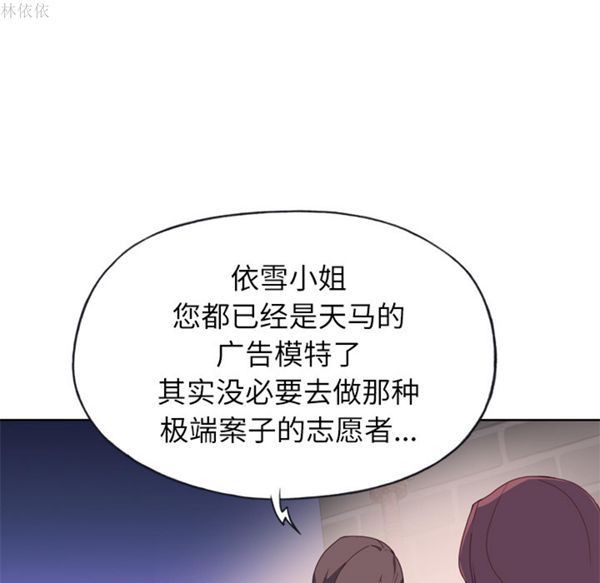 林依依
依雪小姐
您都已经是天马的
广告模特了
其实没必要去做那种
极端案子的志愿者...